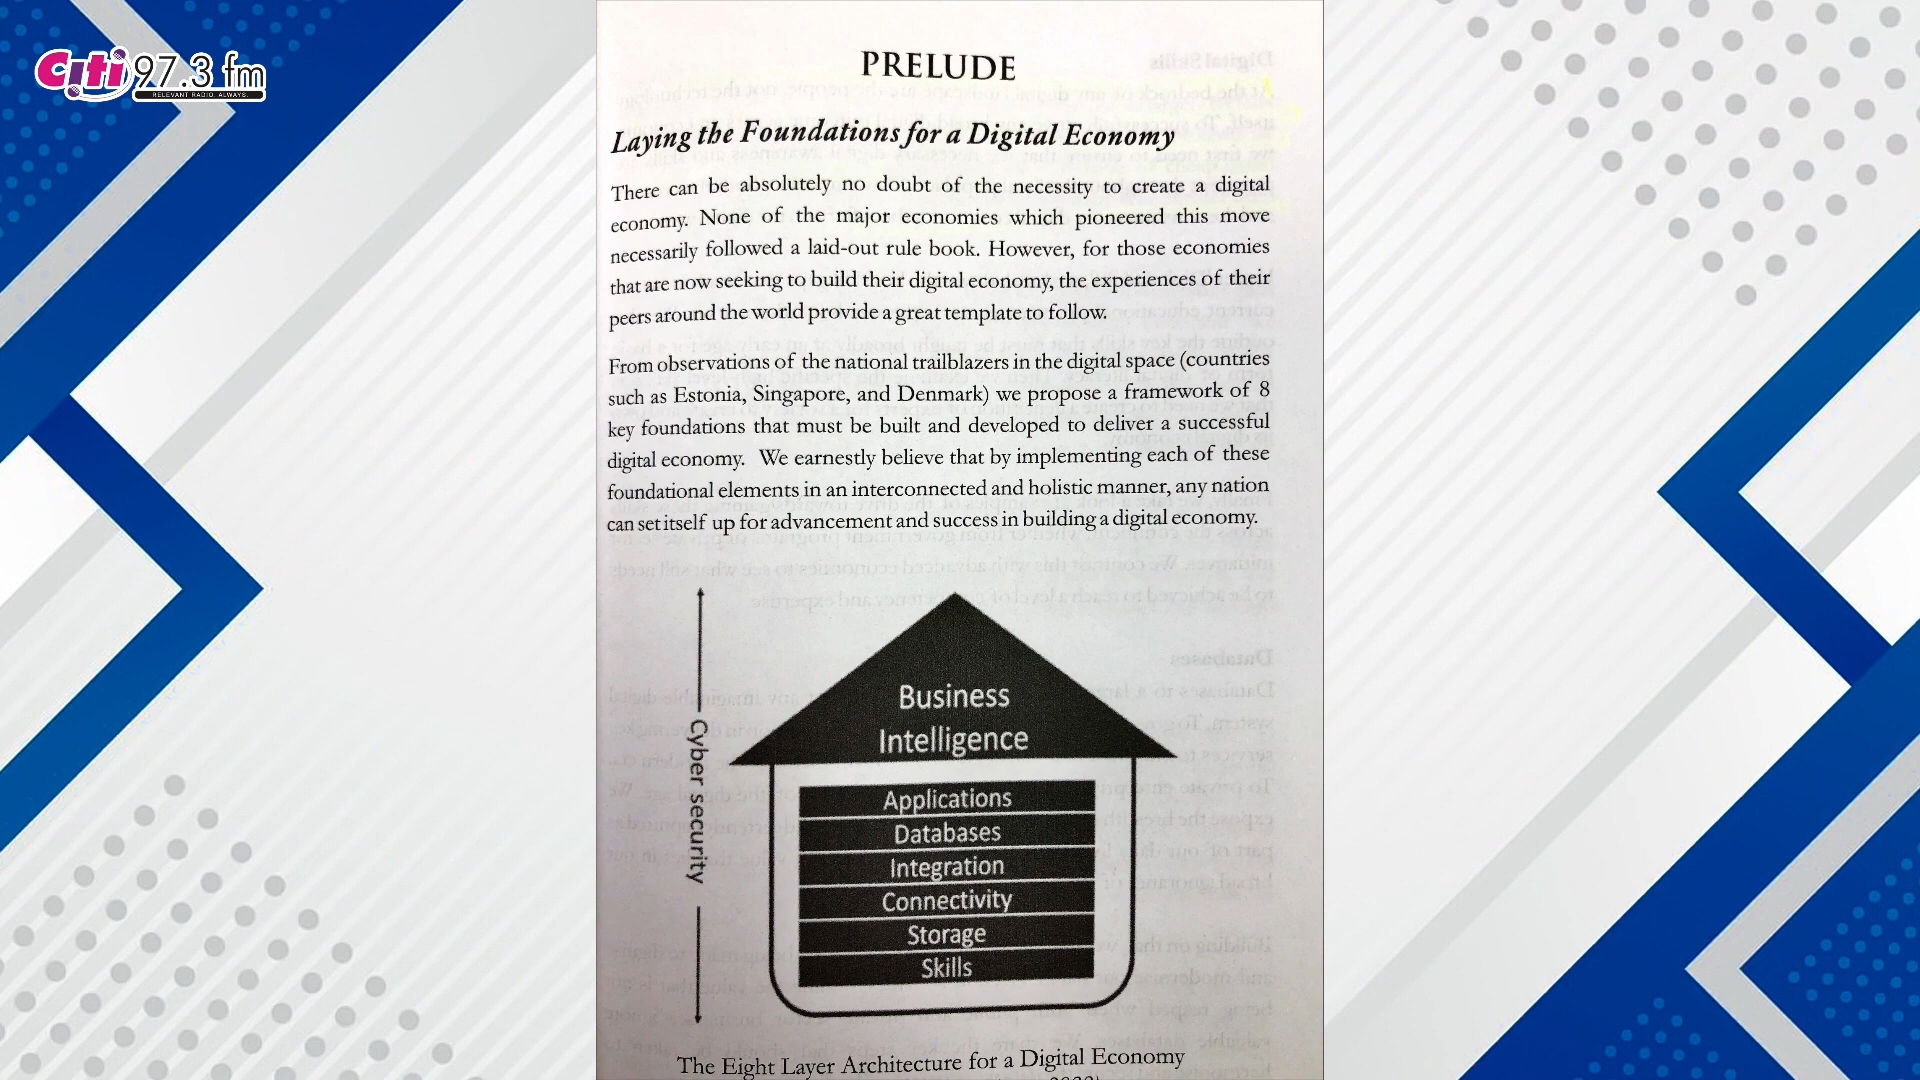 Citi 97.3 fm
RELEVANT RADIO. ALWAYS.
PRELUDE
Laying the Foundations for a Digital Economy
There can be absolutely no doubt of the necessity to create a digital
economy. None of the major economies which pioneered this move
necessarily followed a laid-out rule book. However, for those economies
that are now seeking to build their digital economy, the experiences of their
peers around the world provide a great template to follow.
From observations of the national trailblazers in the digital space (countries
such as Estonia, Singapore, and Denmark) we propose a framework of 8
key foundations that must be built and developed to deliver a successful
digital economy. We earnestly believe that by implementing each of these
foundational elements in an interconnected and holistic manner, any nation
can set itself up for advancement and success in building a digital economy.
Cyber security
Business
Intelligence
Applications
Databases
Integration
Connectivity
Storage
Skills
The Eight Layer Architecture for a Digital Economy